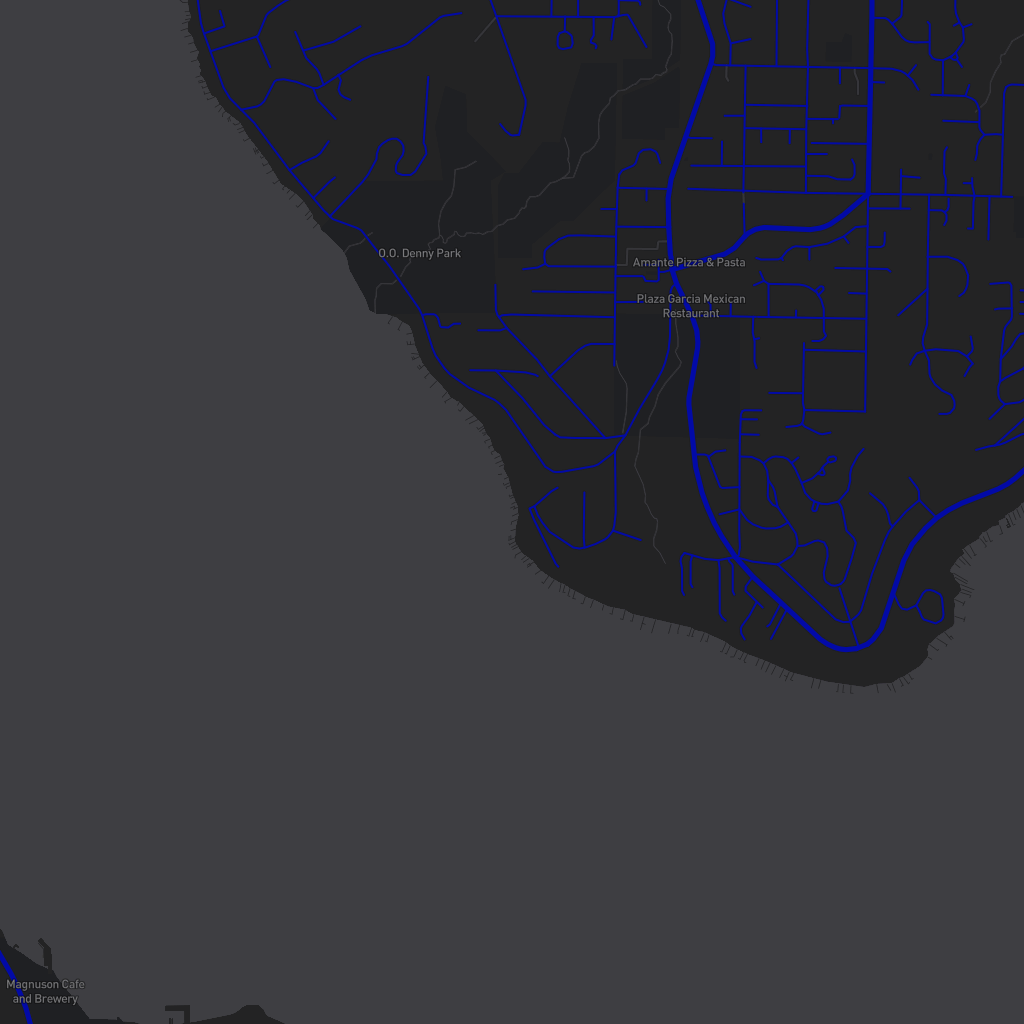 O.O. Denny Park
Amante Pizza & Pasta
Plaza Garcia Mexican
Restaurant
Magnuson Cafe
and Brewery